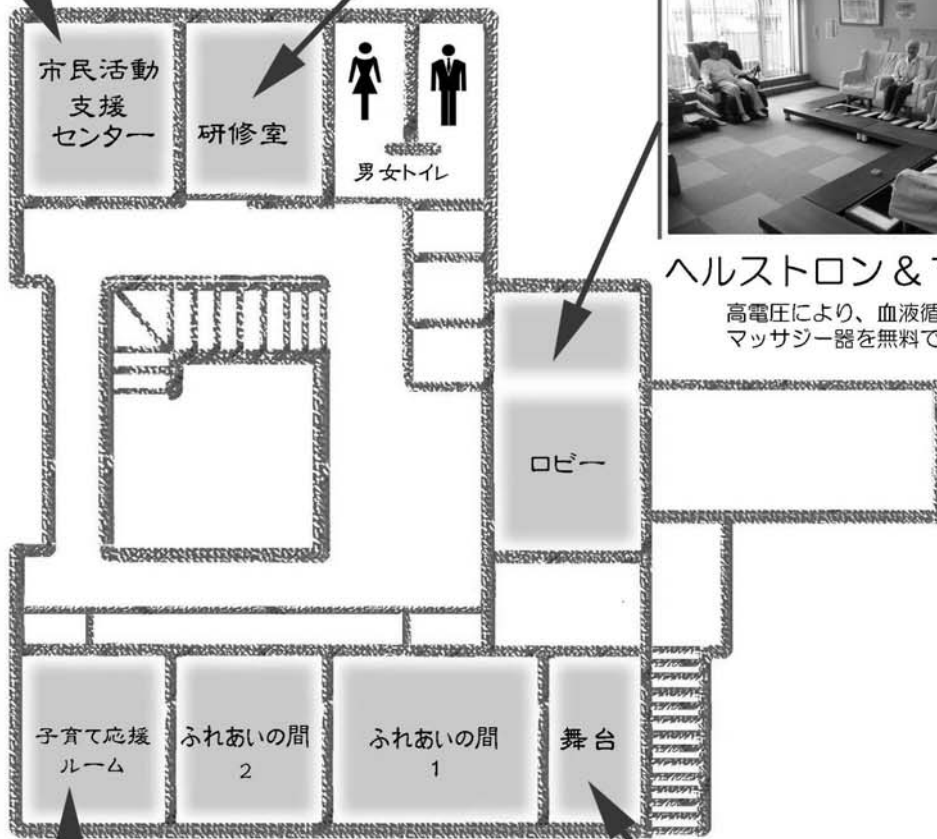 市民活動
支援
センター
研修室
男女トイレ
ヘルストロン＆
高電圧により、血液循
マッサジー器を無料で
ロビー
子育て応援
ルーム
ふれあいの間
2
ふれあいの間
1
舞台